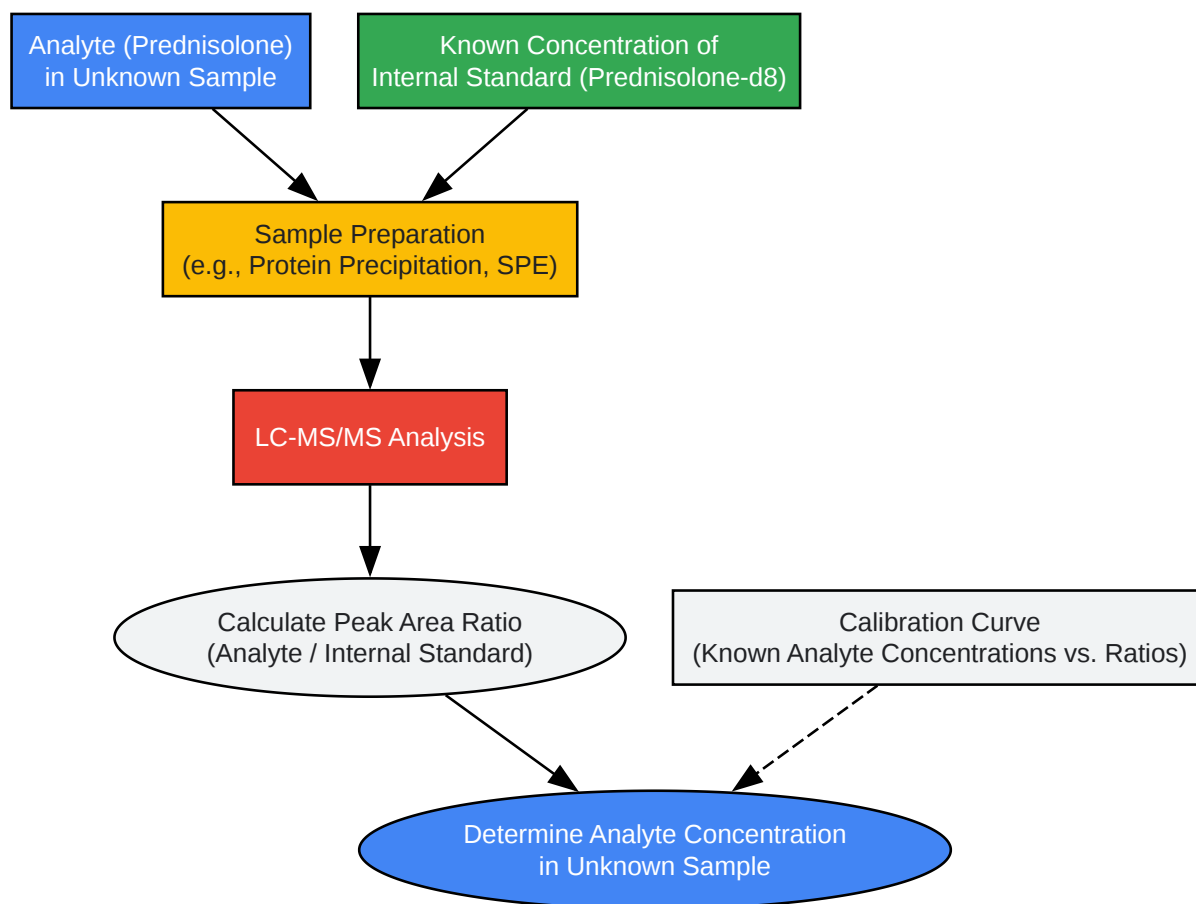 Analyte (Prednisolone)
in Unknown Sample
Known Concentration of
Internal Standard (Prednisolone-d8)
Sample Preparation
(e.g., Protein Precipitation, SPE)
LC-MS/MS Analysis
Calculate Peak Area Ratio
(Analyte / Internal Standard)
Calibration Curve
(Known Analyte Concentrations vs. Ratios)
Determine Analyte Concentration
in Unknown Sample